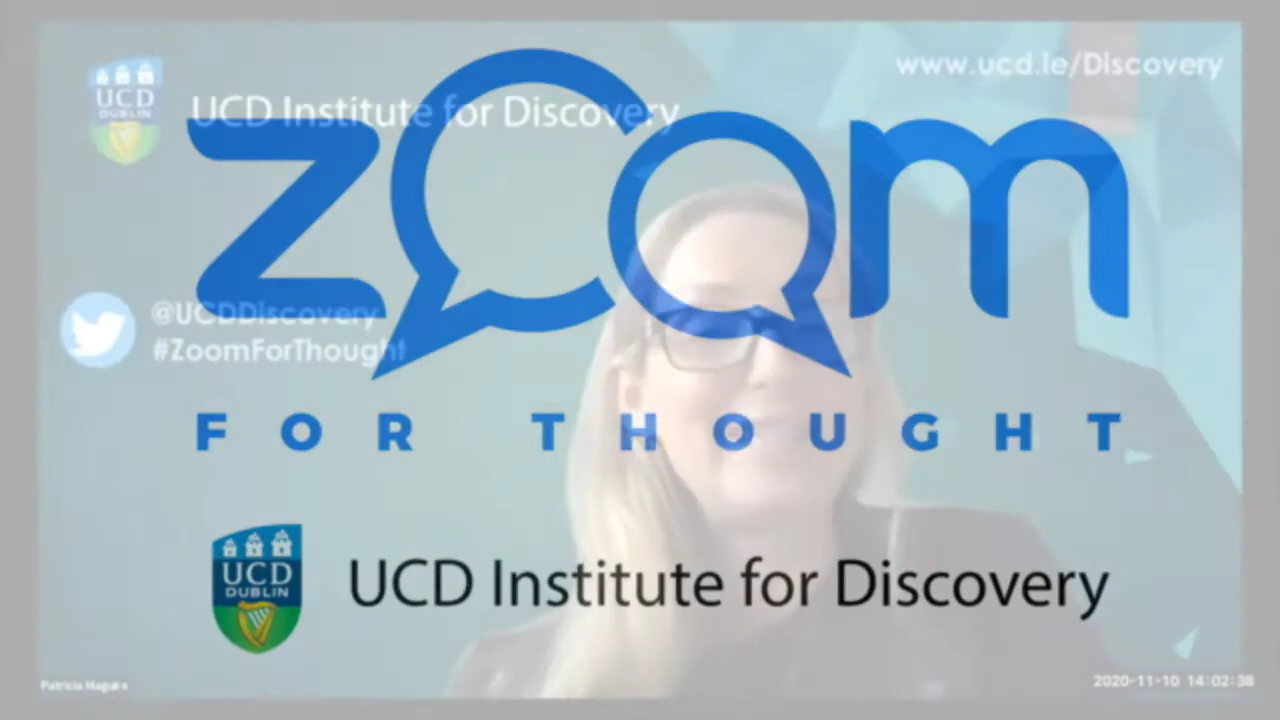 www.ucd.ie/Discovery
UCD
DUBLIN
UCD Institute for Discovery
zoom
@UCDDiscovery
#ZoomForThought
FOR THOUGHT
UCD
DUBLIN
UCD Institute for Discovery
Patricia Maguire
2020-11-10 14:02:38